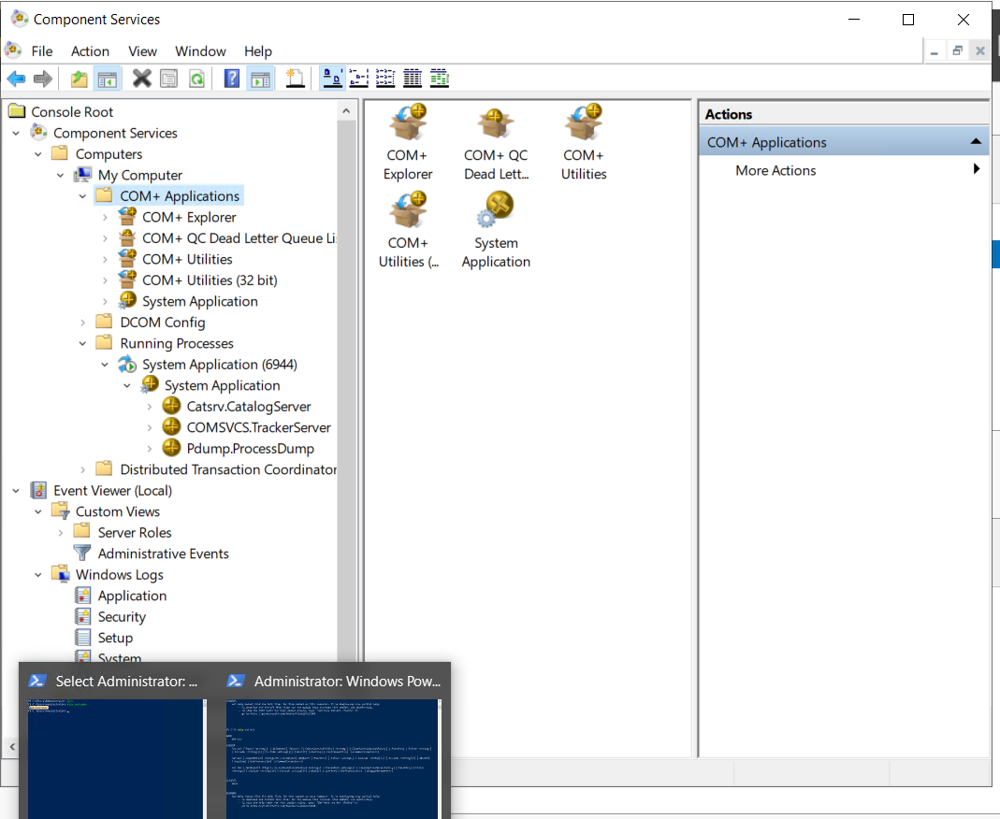 Component Services
File Action View Window Help
Console Root
Component Services
Computers
My Computer
COM+ Applications
COM+ Explorer
COM+ QC Dead Letter Queue Li
COM+ Utilities
COM+ Utilities (32 bit)
System Application
DCOM Config
Running Processes
System Application (6944)
System Application
Catsrv.CatalogServer
COMSVCS.TrackerServer
Pdump.ProcessDump
Distributed Transaction Coordinator
Event Viewer (Local)
Custom Views
Server Roles
Administrative Events
Windows Logs
Application
Security
Setup
System
COM+
Explorer
COM+ QC
Dead Lett...
COM+
Utilities
COM+
Utilities (...
System
Application
Actions
COM+ Applications
More Actions
Select Administrator: ...
Administrator: Windows Pow...